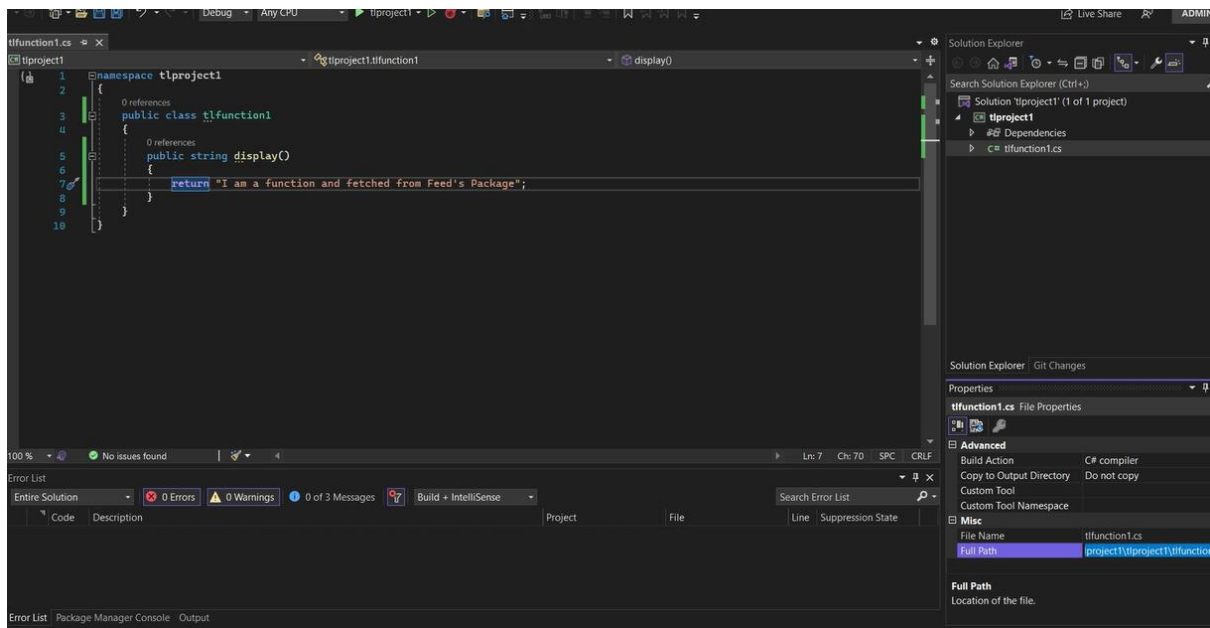 Debug Any CPU tlproject1
Live Share ADMIN
tlfunction1.cs
tlproject1 tlproject1.tlfunction1 display()
1 namespace tlproject1
2 {
0 references
3 public class tlfunction1
4 {
0 references
5 public string display()
6 {
7 return "I am a function and fetched from Feed's Package";
8 }
9 }
10 }
100 % No issues found Ln: 7 Ch: 70 SPC CRLF
Error List
Entire Solution 0 Errors 0 Warnings 0 of 3 Messages Build + IntelliSense Search Error List
Code Description Project File Line Suppression State
Error List Package Manager Console Output
Solution Explorer
Search Solution Explorer (Ctrl+;)
Solution 'tlproject1' (1 of 1 project)
tlproject1
Dependencies
C# tlfunction1.cs
Solution Explorer Git Changes
Properties
tlfunction1.cs File Properties
Advanced
Build Action C# compiler
Copy to Output Directory Do not copy
Custom Tool
Custom Tool Namespace
Misc
File Name tlfunction1.cs
Full Path project1\tlproject1\tlfunctio
Full Path
Location of the file.